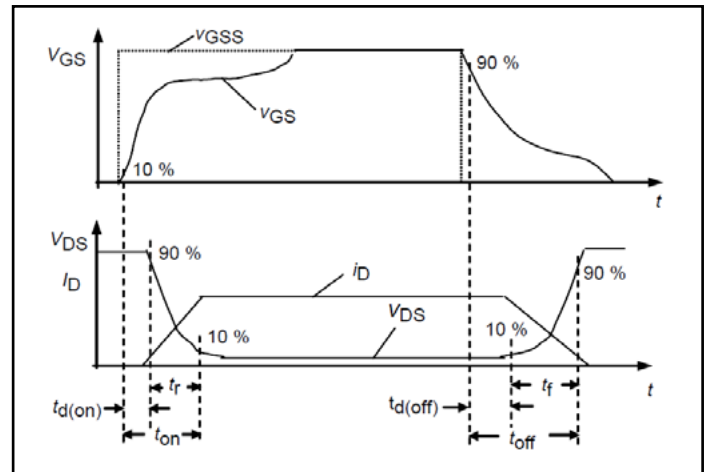 VGSS
VGS
90 %
VGS
10 %
t
VDS
90 %
iD
90 %
ID
VDS
10 %
10 %
tr
tf
t
td(on)
td(off)
ton
toff